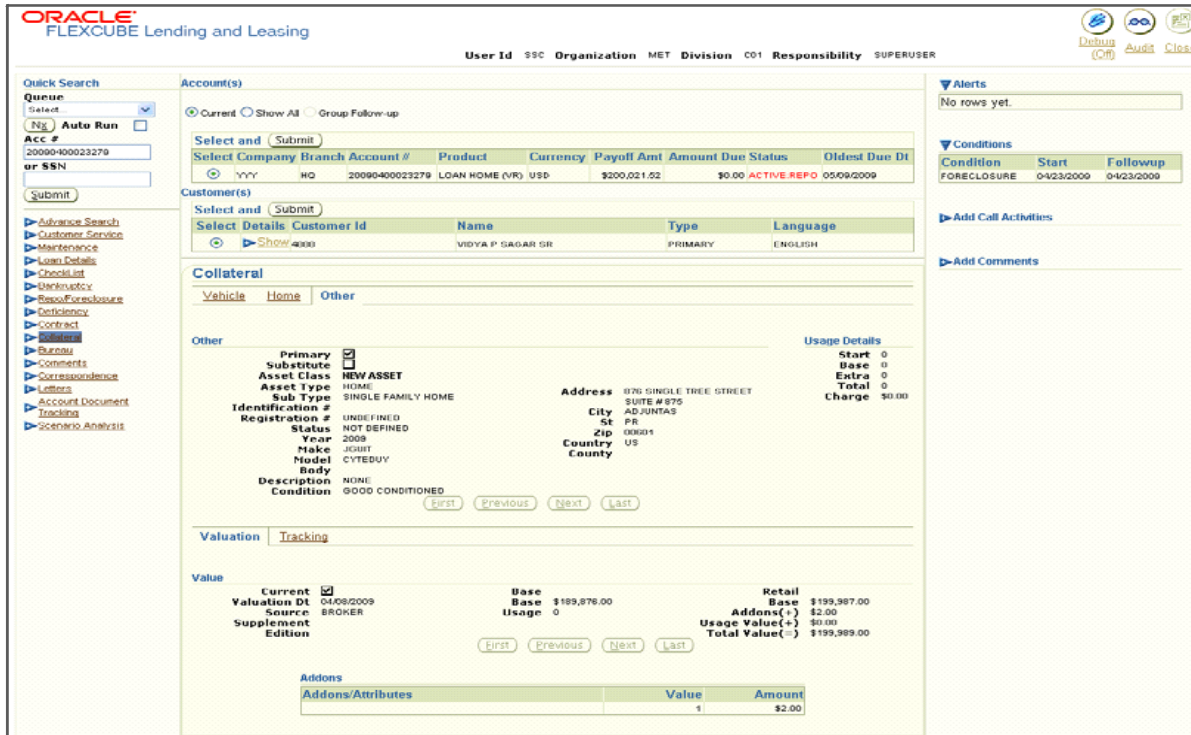 ORACLE
FLEXCUBE Lending and Leasing
Debug (Off) Audit Clos
User Id SSC Organization MET Division C01 Responsibility SUPERUSER
Quick Search
Queue
Select...
Nx Auto Run
Acc #
20090400023279
or SSN
Submit
Advance Search
Customer Service
Maintenance
Loan Details
CheckList
Bankruptcy
Repo/Foreclosure
Deficiency
Contract
Collateral
Bureau
Comments
Correspondence
Letters
Account Document
Tracking
Scenario Analysis
Account(s)
Current Show All Group Follow-up
Select and Submit
Select Company Branch Account # Product Currency Payoff Amt Amount Due Status Oldest Due Dt
YYY HQ 20090400023279 LOAN HOME (VR) USD $200,021.52 $0.00 ACTIVE:REPO 05/09/2009
Customer(s)
Select and Submit
Select Details Customer Id Name Type Language
Show 4000 VIDYA P SAGAR SR PRIMARY ENGLISH
Collateral
Vehicle Home Other
Other
Primary
Substitute
Asset Class NEW ASSET
Asset Type HOME
Sub Type SINGLE FAMILY HOME
Identification #
Registration # UNDEFINED
Status NOT DEFINED
Year 2009
Make JGUIT
Model CYTEDUY
Body
Description NONE
Condition GOOD CONDITIONED
Address 876 SINGLE TREE STREET
SUITE # 875
City ADJUNTAS
St PR
Zip 00601
Country US
County
Usage Details
Start 0
Base 0
Extra 0
Total 0
Charge $0.00
First Previous Next Last
Valuation Tracking
Value
Current
Valuation Dt 04/08/2009
Source BROKER
Supplement
Edition
Base
Base $189,876.00
Usage 0
Retail
Base $199,987.00
Addons(+) $2.00
Usage Value(+) $0.00
Total Value(=) $199,989.00
First Previous Next Last
Addons
Addons/Attributes Value Amount
1 $2.00
Alerts
No rows yet.
Conditions
Condition Start Followup
FORECLOSURE 04/23/2009 04/23/2009
Add Call Activities
Add Comments